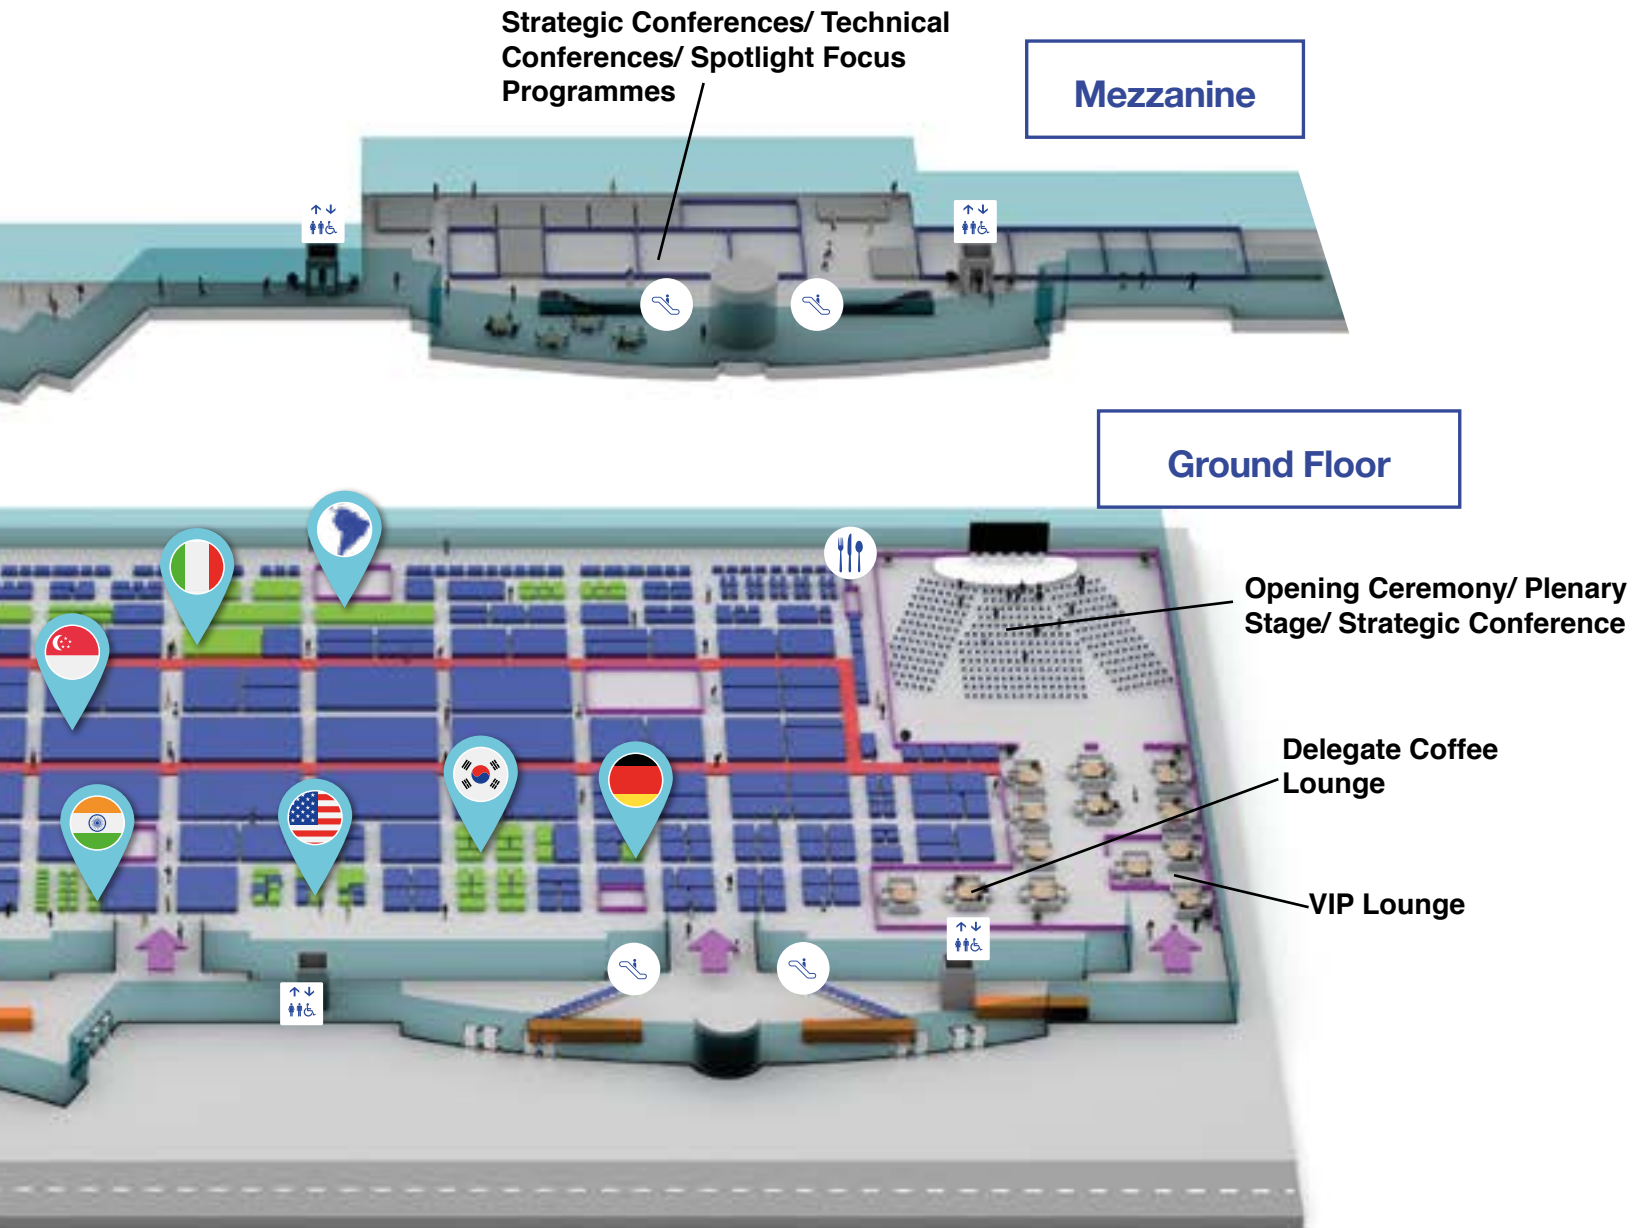 Strategic Conferences/ Technical
Conferences/ Spotlight Focus
Programmes
Mezzanine
Ground Floor
Opening Ceremony/ Plenary
Stage/ Strategic Conference
Delegate Coffee
Lounge
VIP Lounge